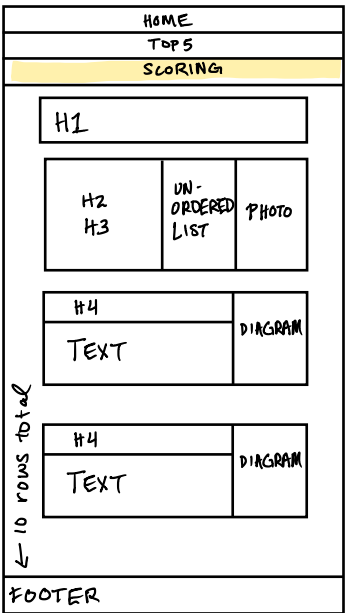 HOME
TOP 5
SCORING
H1
H2
H3
UN-
ORDERED
LIST
PHOTO
H4
TEXT
DIAGRAM
H4
TEXT
DIAGRAM
← 10 rows total
FOOTER